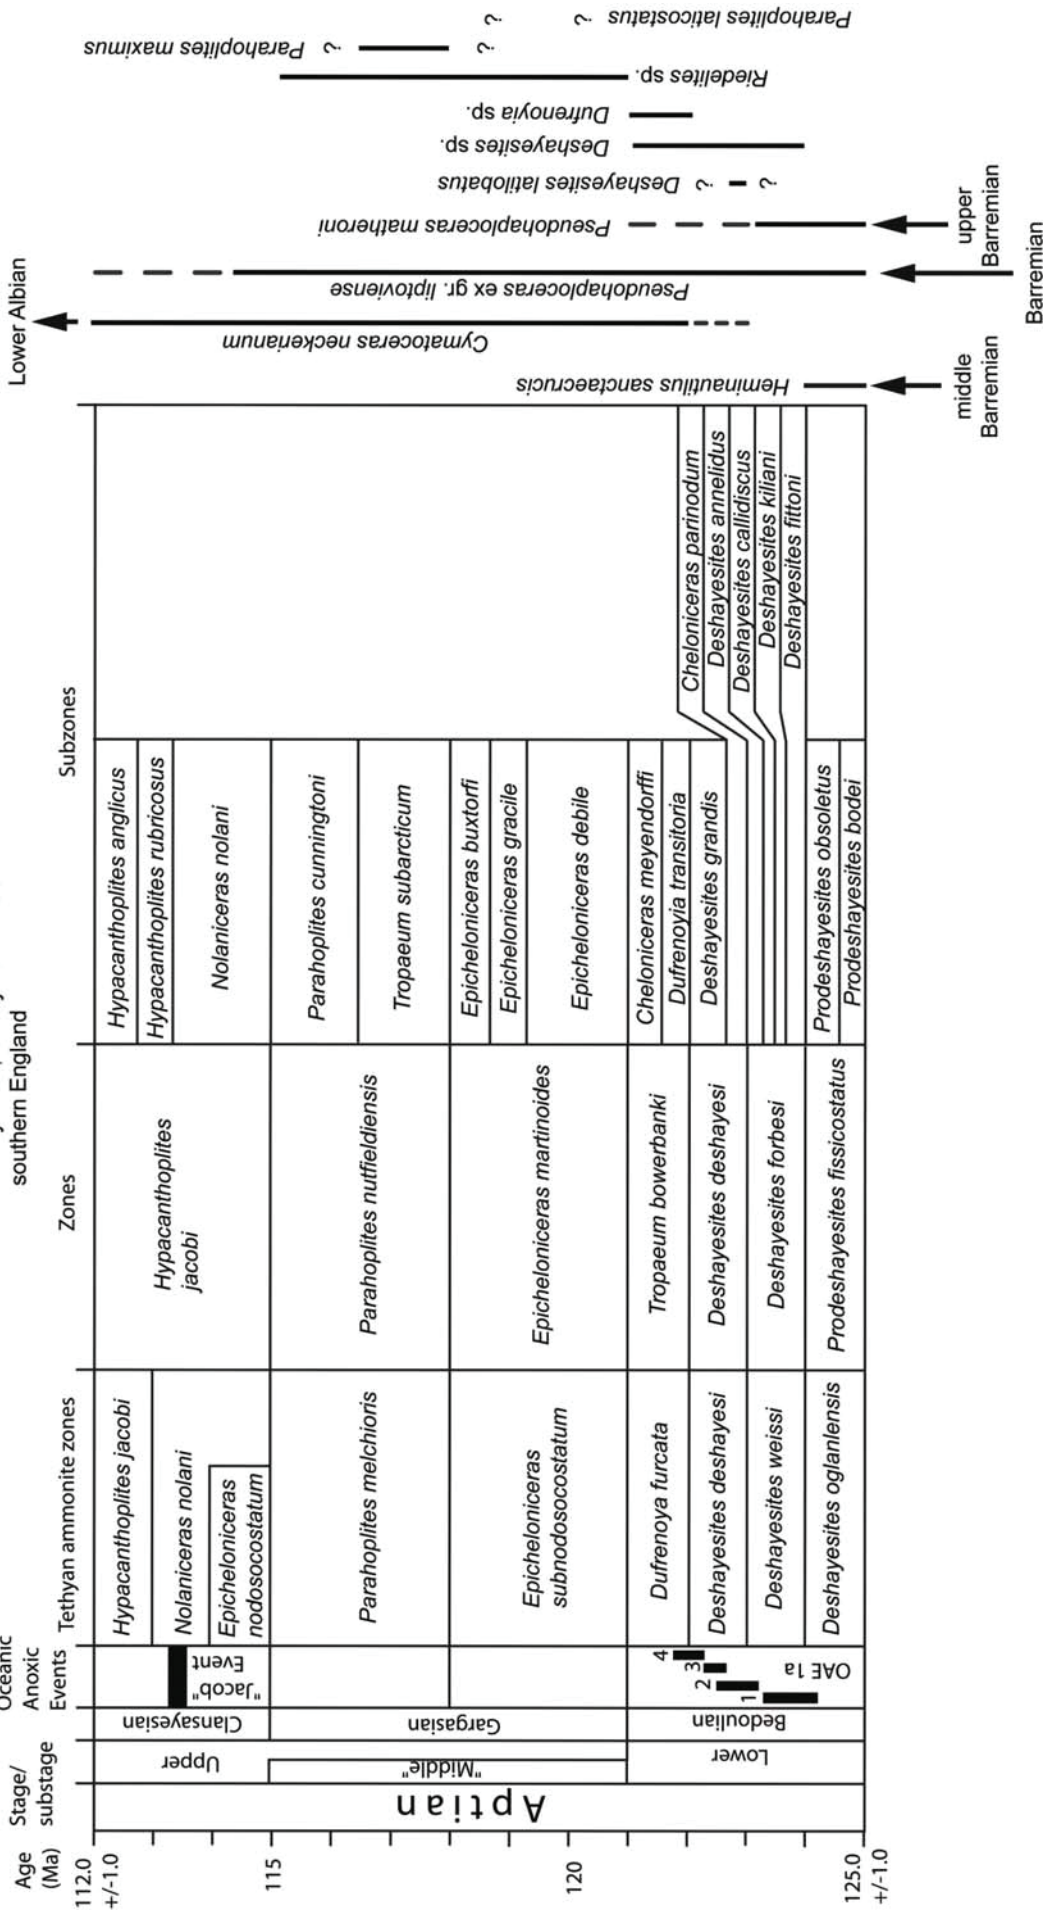 Age
(Ma)
Stage/
substage
Oceanic
Anoxic
Events
Tethyan ammonite zones
southern England
Zones
Subzones
112.0
+/-1.0
115
120
125.0
+/-1.0
Aptian
Upper
"Middle"
Lower
Clansayesian
Gargasian
Bedoulian
"Jacob"
Event
1
2
3
4
OAE 1a
Hypacanthoplites jacobi
Nolaniceras nolani
Epicheloniceras
nodosocostatum
Parahoplites melchioris
Epicheloniceras
subnodosocostatum
Dufrenoya furcata
Deshayesites deshayesi
Deshayesites weissi
Deshayesites oglanlensis
Hypacanthoplites
jacobi
Parahoplites nutfieldiensis
Epicheloniceras martinoides
Tropaeum bowerbanki
Deshayesites deshayesi
Deshayesites forbesi
Prodeshayesites fissicostatus
Hypacanthoplites anglicus
Hypacanthoplites rubricosus
Nolaniceras nolani
Parahoplites cunningtoni
Tropaeum subarcticum
Epicheloniceras buxtorfi
Epicheloniceras gracile
Epicheloniceras debile
Cheloniceras meyendorffi
Dufrenoyia transitoria
Deshayesites grandis
Prodeshayesites obsoletus
Prodeshayesites bodei
Cheloniceras parinodum
Deshayesites annelidus
Deshayesites callidiscus
Deshayesites kiliani
Deshayesites fittoni
Lower Albian
Heminautilus sanctaecrucis
middle
Barremian
Cymatoceras neckerianum
Pseudohaploceras ex gr. liptoviense
Barremian
Pseudohaploceras matheroni
upper
Barremian
Deshayesites latilobatus ? ?
Deshayesites sp.
Dufrenoyia sp.
Riedelites sp.
Parahoplites maximus ? ?
? ? Parahoplites laticostatus